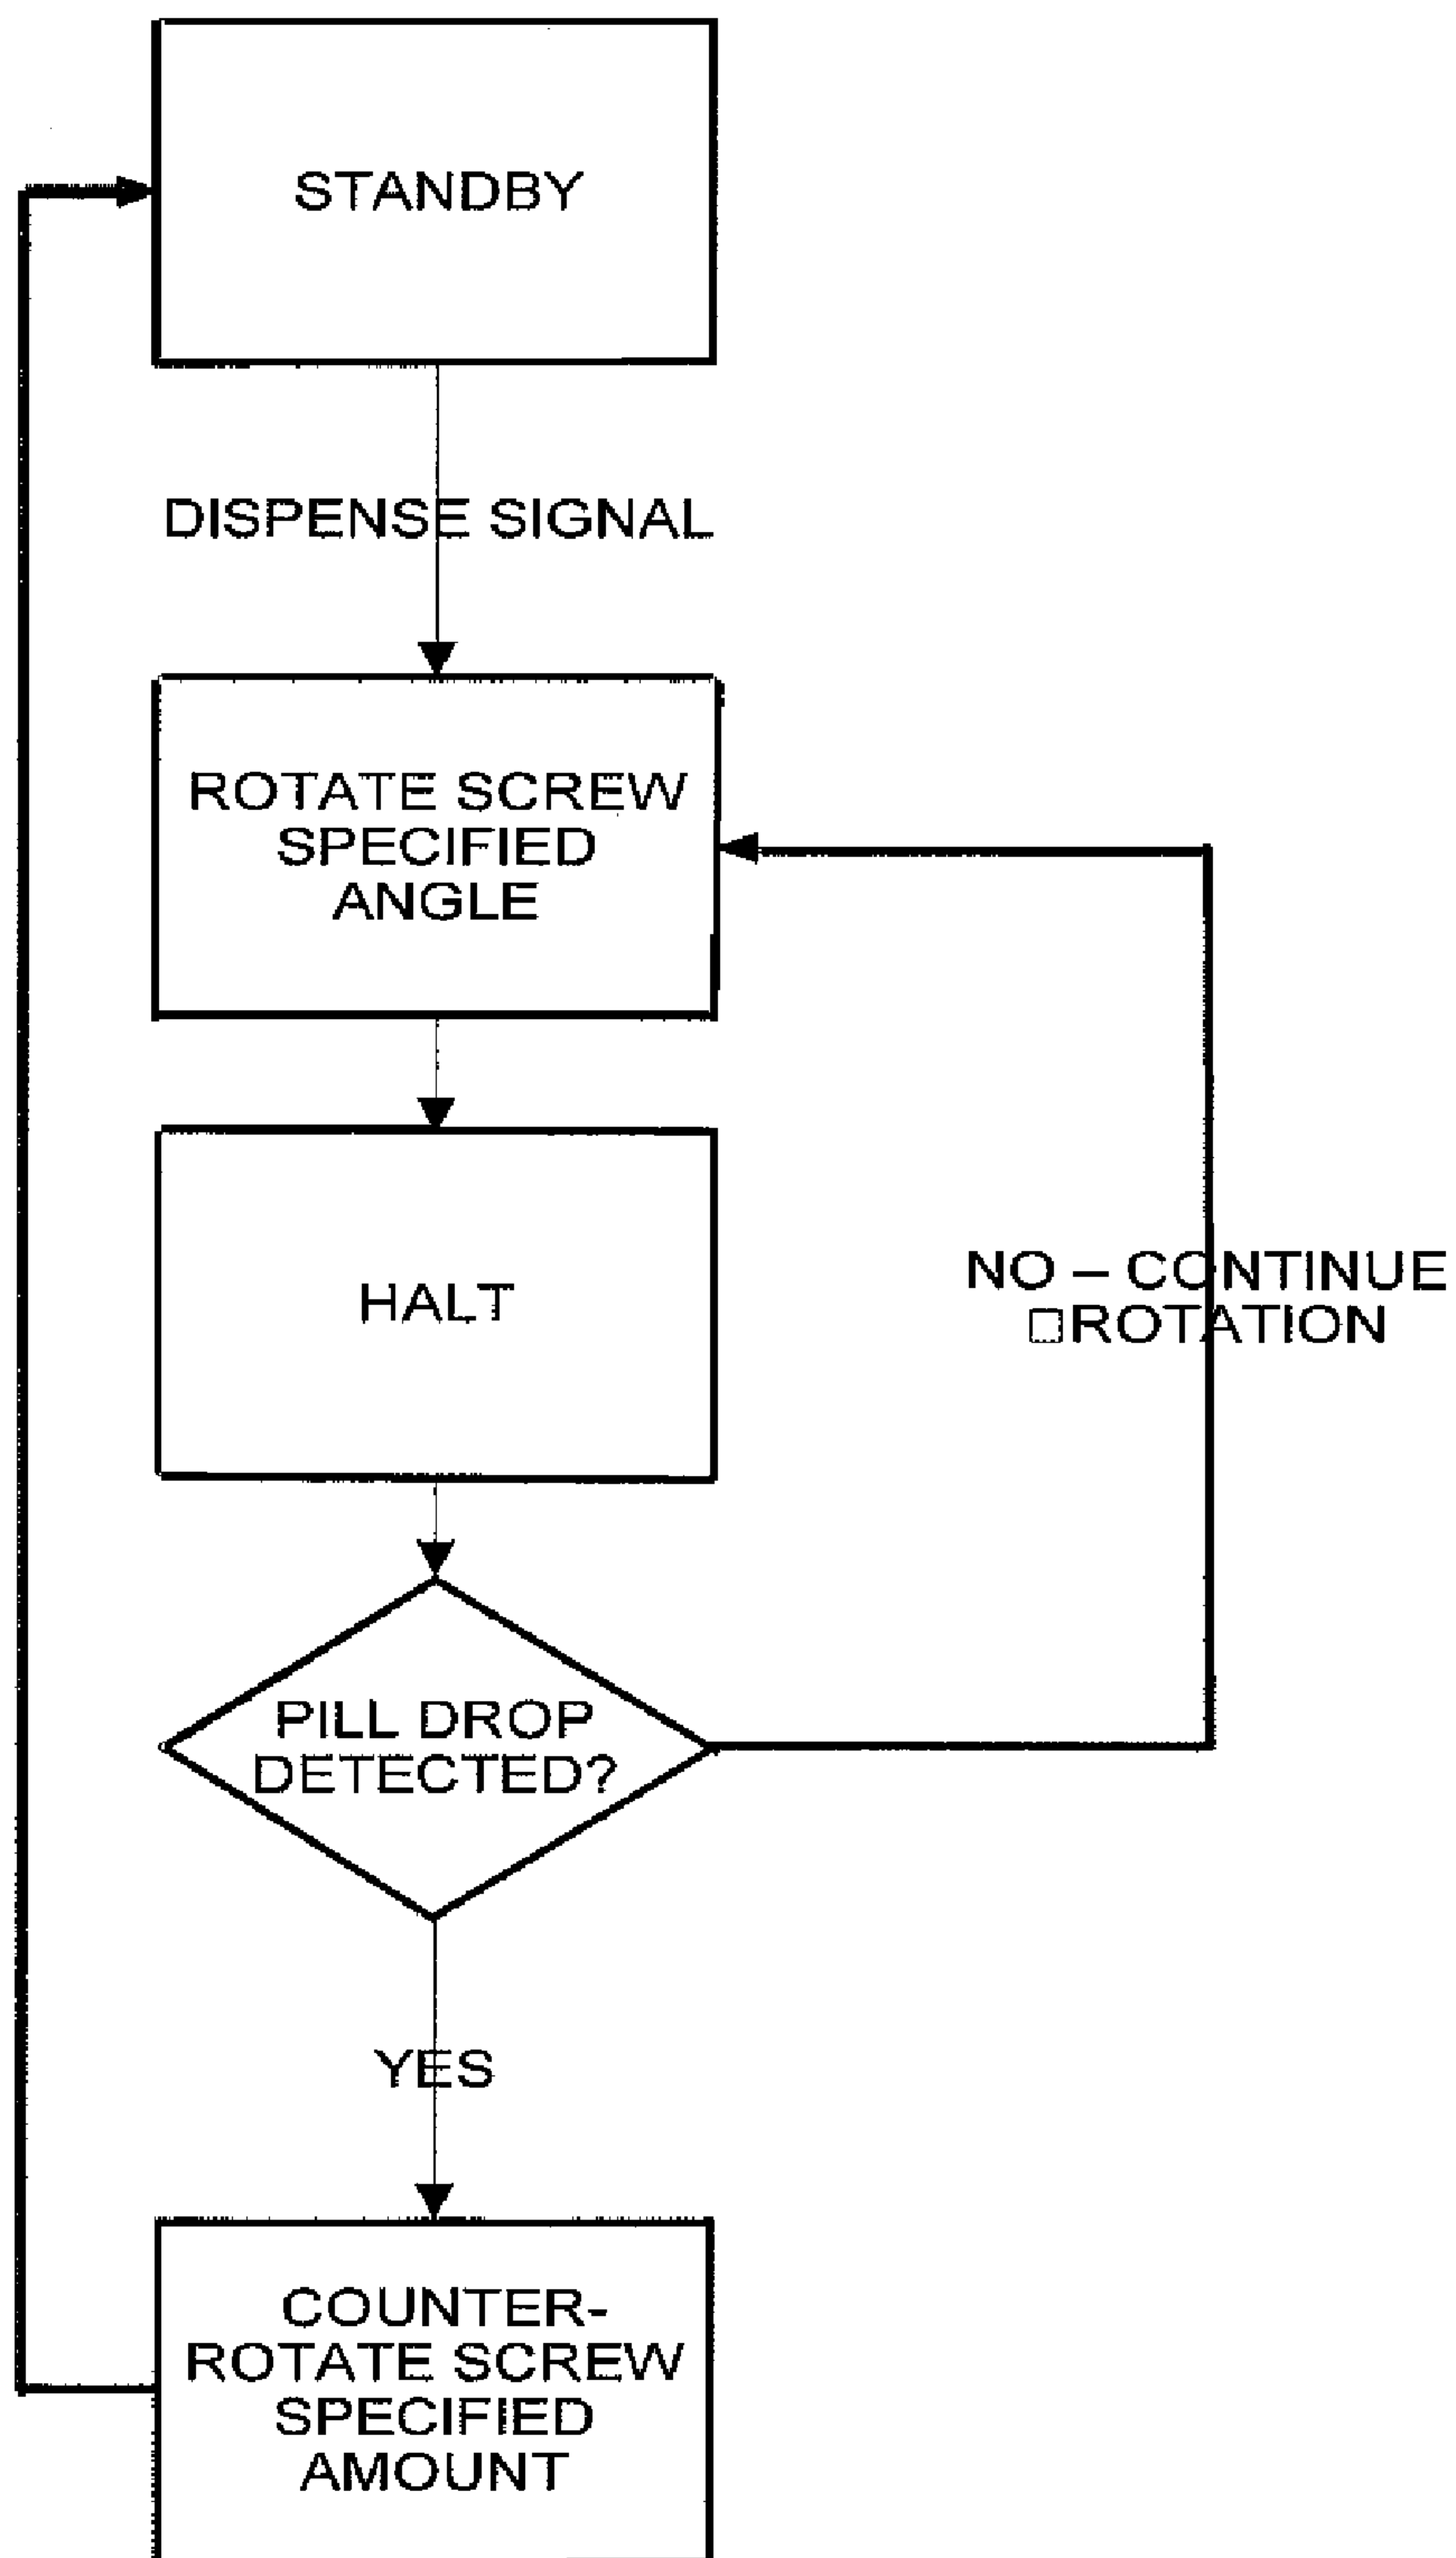 STANDBY
DISPENSE SIGNAL
ROTATE SCREW
SPECIFIED
ANGLE
HALT
NO – CONTINUE
□ROTATION
PILL DROP
DETECTED?
YES
COUNTER-
ROTATE SCREW
SPECIFIED
AMOUNT